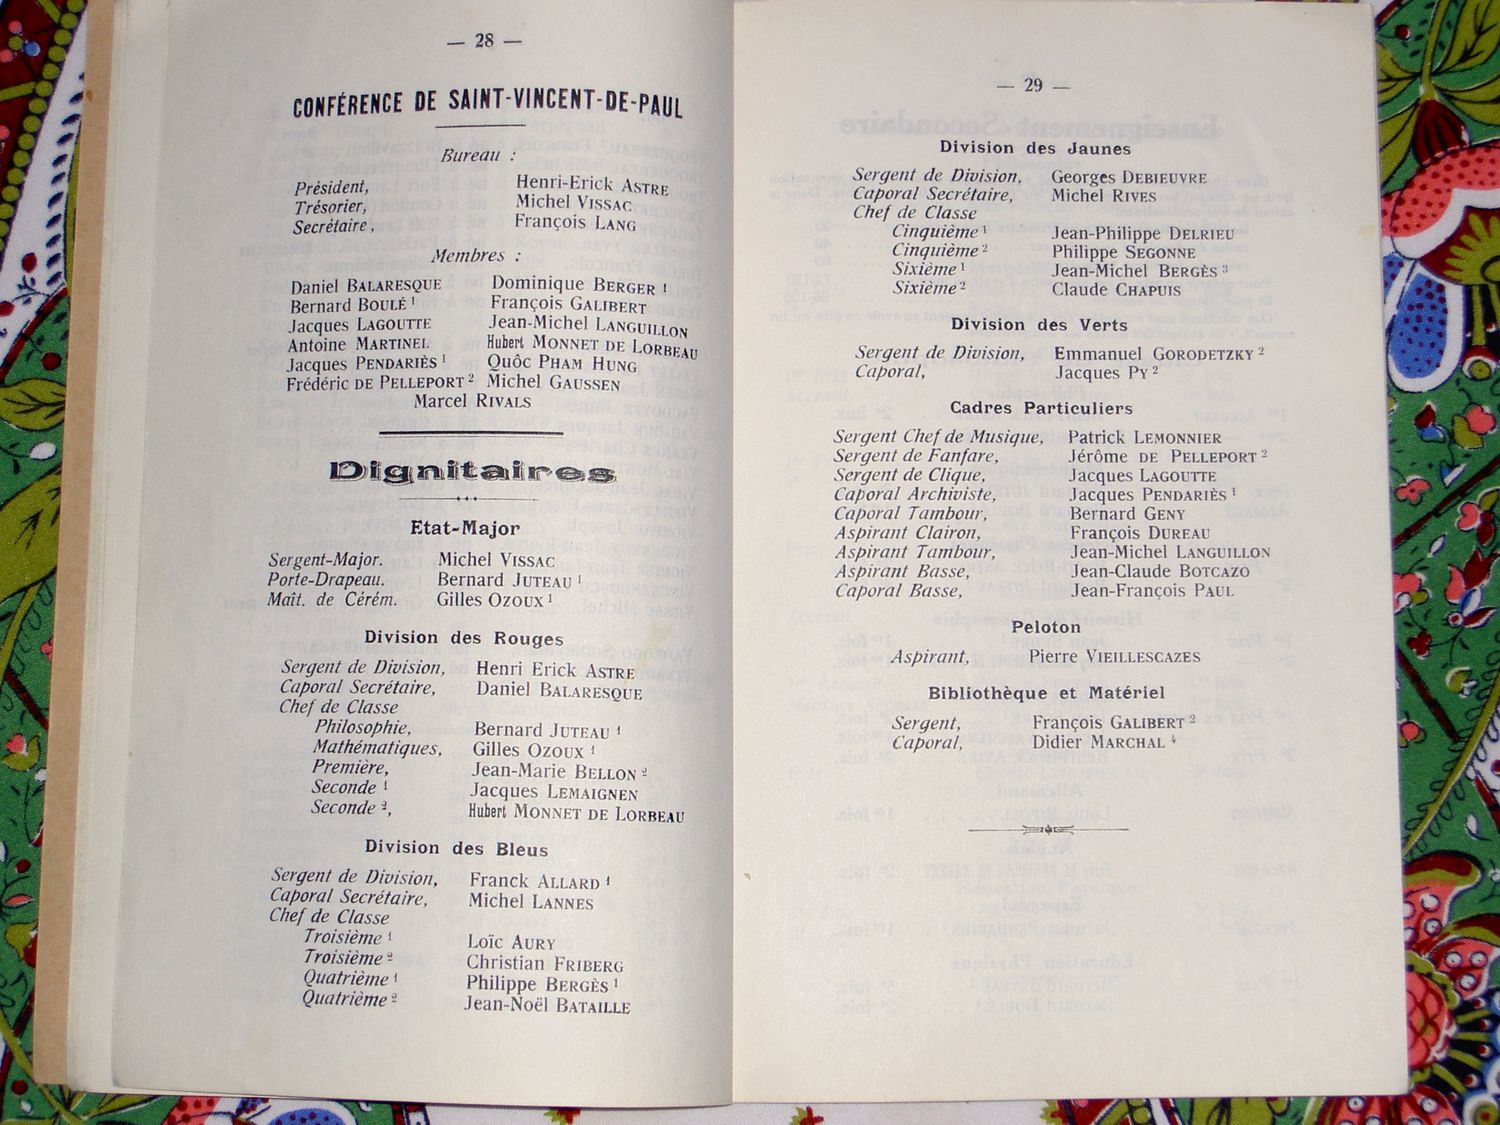 — 28 —
CONFÉRENCE DE SAINT-VINCENT-DE-PAUL
Bureau :
Président, Henri-Erick ASTRE
Trésorier, Michel VISSAC
Secrétaire, François LANG
Membres :
Daniel BALARESQUE Dominique BERGER ¹
Bernard BOULÉ ¹ François GALIBERT
Jacques LAGOUTTE Jean-Michel LANGUILLON
Antoine MARTINEL Hubert MONNET DE LORBEAU
Jacques PENDARIÈS ¹ Quôc PHAM HUNG
Frédéric DE PELLEPORT ² Michel GAUSSEN
Marcel RIVALS
Dignitaires
Etat-Major
Sergent-Major. Michel VISSAC
Porte-Drapeau. Bernard JUTEAU ¹
Maît. de Cérém. Gilles OZOUX ¹
Division des Rouges
Sergent de Division, Henri Erick ASTRE
Caporal Secrétaire, Daniel BALARESQUE
Chef de Classe
Philosophie, Bernard JUTEAU ¹
Mathématiques, Gilles OZOUX ¹
Première, Jean-Marie BELLON ²
Seconde ¹ Jacques LEMAIGNEN
Seconde ², Hubert MONNET DE LORBEAU
Division des Bleus
Sergent de Division, Franck ALLARD ¹
Caporal Secrétaire, Michel LANNES
Chef de Classe
Troisième ¹ Loïc AURY
Troisième ² Christian FRIBERG
Quatrième ¹ Philippe BERGÈS ¹
Quatrième ² Jean-Noël BATAILLE
— 29 —
Division des Jaunes
Sergent de Division, Georges DEBIEUVRE
Caporal Secrétaire, Michel RIVES
Chef de Classe
Cinquième ¹ Jean-Philippe DELRIEU
Cinquième ² Philippe SEGONNE
Sixième ¹ Jean-Michel BERGÈS ³
Sixième ² Claude CHAPUIS
Division des Verts
Sergent de Division, Emmanuel GORODETZKY ²
Caporal, Jacques PY ²
Cadres Particuliers
Sergent Chef de Musique, Patrick LEMONNIER
Sergent de Fanfare, Jérôme DE PELLEPORT ²
Sergent de Clique, Jacques LAGOUTTE
Caporal Archiviste, Jacques PENDARIÈS ¹
Caporal Tambour, Bernard GENY
Aspirant Clairon, François DUREAU
Aspirant Tambour, Jean-Michel LANGUILLON
Aspirant Basse, Jean-Claude BOTCAZO
Caporal Basse, Jean-François PAUL
Peloton
Aspirant, Pierre VIEILLESCAZES
Bibliothèque et Matériel
Sergent, François GALIBERT ²
Caporal, Didier MARCHAL ⁴